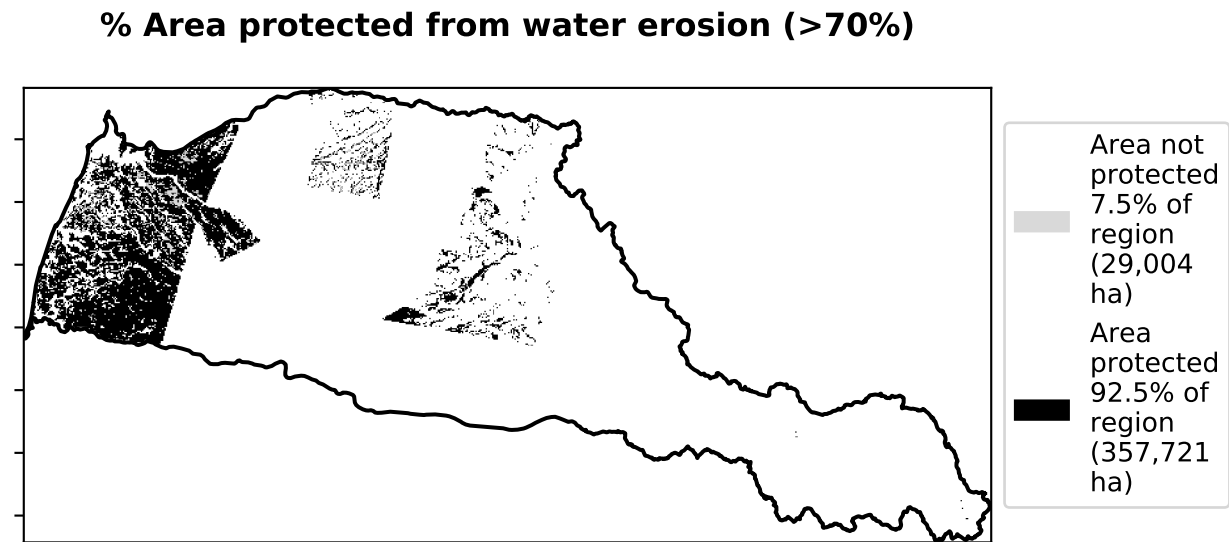 % Area protected from water erosion (>70%)
Area not
protected
7.5% of
region
(29,004
ha)
Area
protected
92.5% of
region
(357,721
ha)